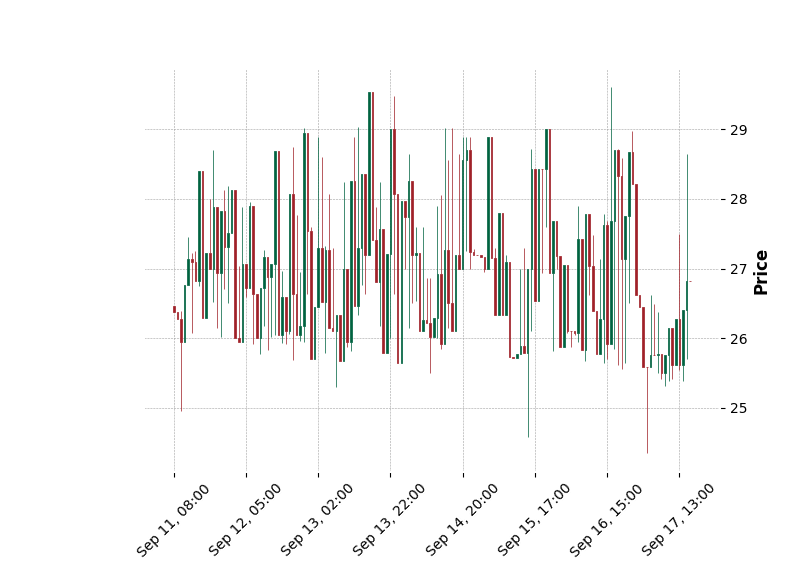 29
28
27
26
25
Price
Sep 11, 08:00
Sep 12, 05:00
Sep 13, 02:00
Sep 13, 22:00
Sep 14, 20:00
Sep 15, 17:00
Sep 16, 15:00
Sep 17, 13:00